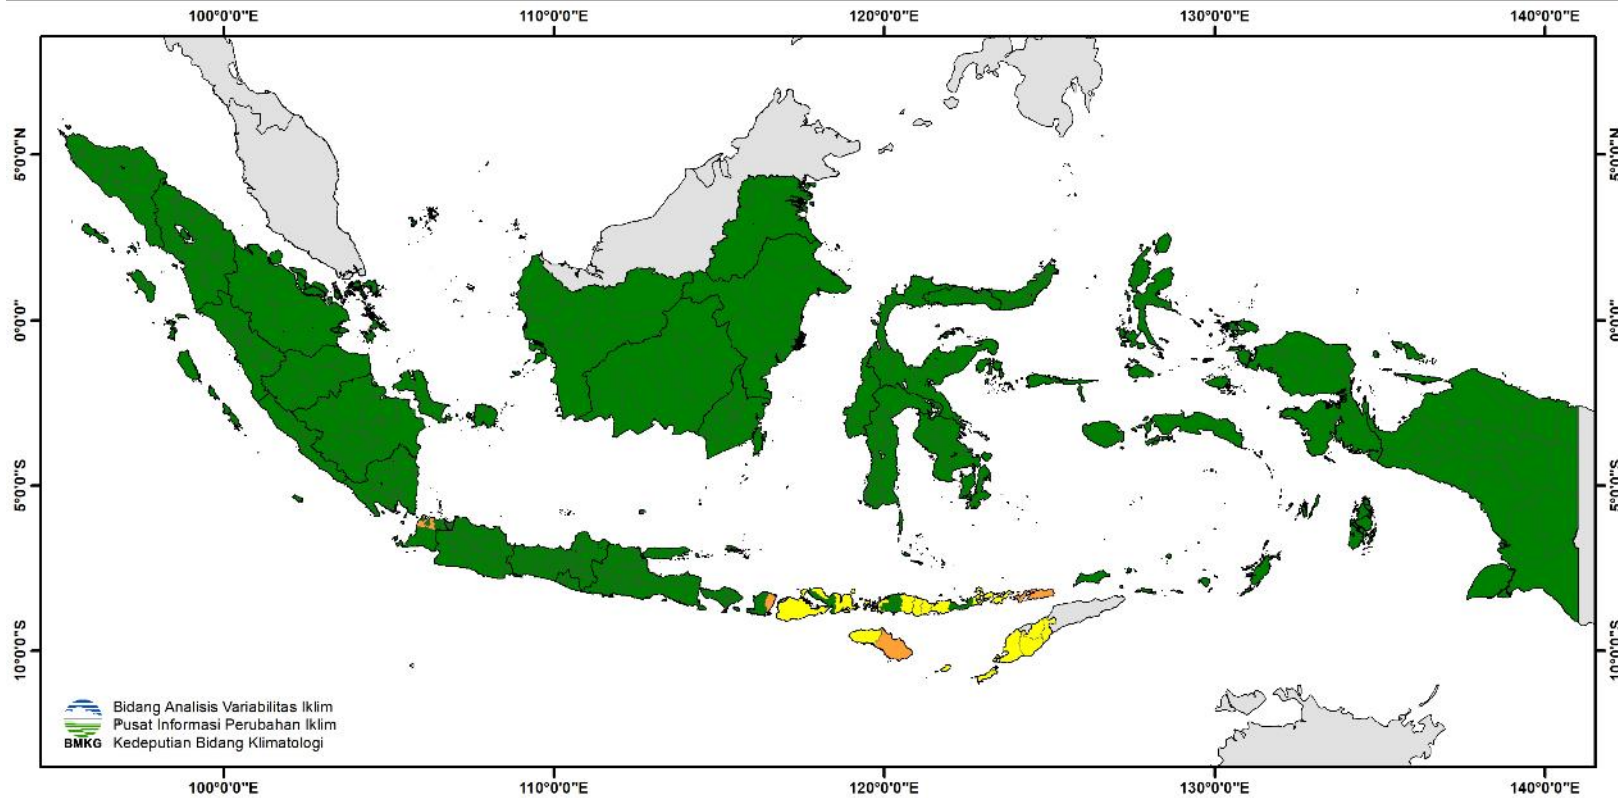 100°0'0"E 110°0'0"E 120°0'0"E 130°0'0"E 140°0'0"E
5°0'0"N 5°0'0"N
0°0'0" 0°0'0"
5°0'0"S 5°0'0"S
10°0'0"S 10°0'0"S
Bidang Analisis Variabilitas Iklim
Pusat Informasi Perubahan Iklim
BMKG Kedeputian Bidang Klimatologi
100°0'0"E 110°0'0"E 120°0'0"E 130°0'0"E 140°0'0"E